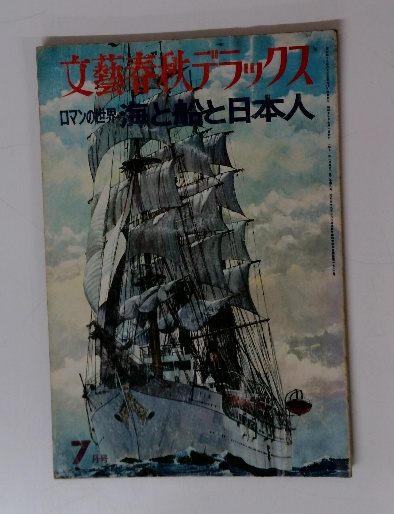 文藝春秋デラックス
ロマンの世界 海と船と日本人
7月号